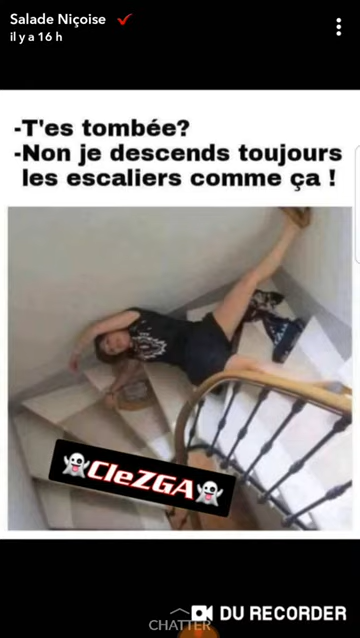 Salade Niçoise
il y a 16 h
-T'es tombée?
-Non je descends toujours
les escaliers comme ça !
CleZGA
CHATTER
DU RECORDER